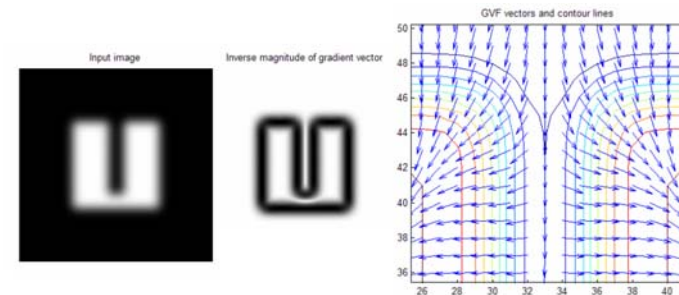 Input image
Inverse magnitude of gradient vector
GVF vectors and contour lines
50
48
46
44
42
40
38
36
26 28 30 32 34 36 38 40